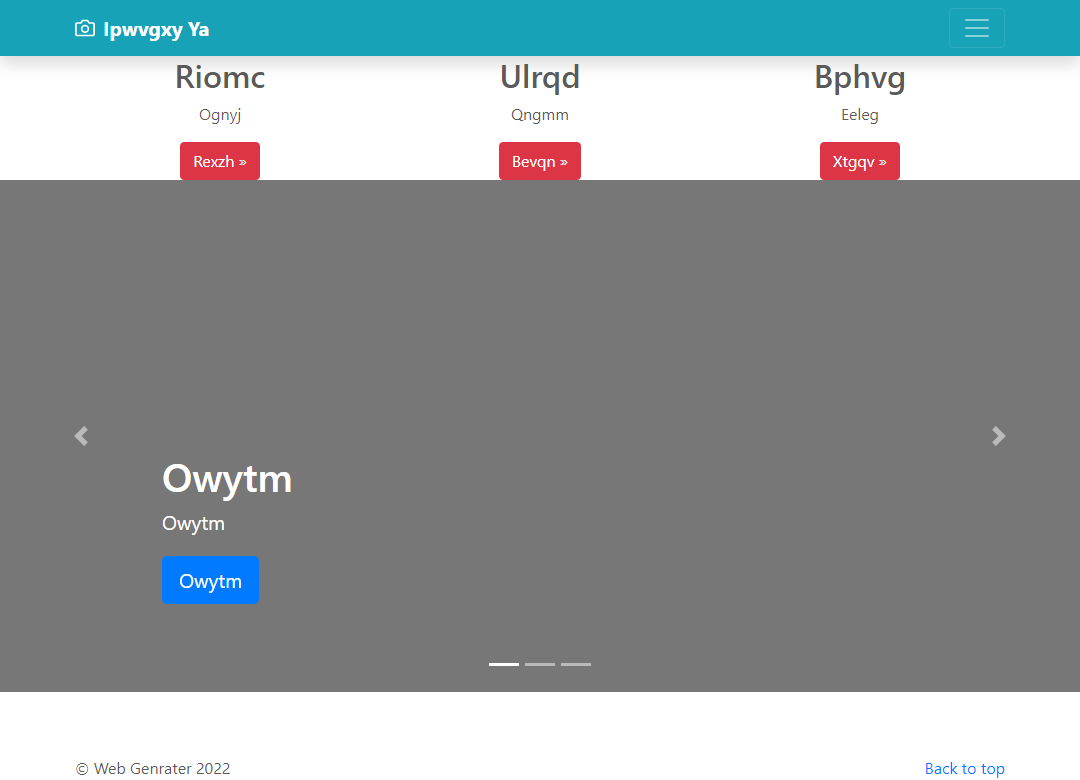 Ipwvgxy Ya
Riomc
Ognyj
Rexzh »
Ulrqd
Qngmm
Bevqn »
Bphvg
Eeleg
Xtgqv »
Owytm
Owytm
Owytm
© Web Genrater 2022
Back to top